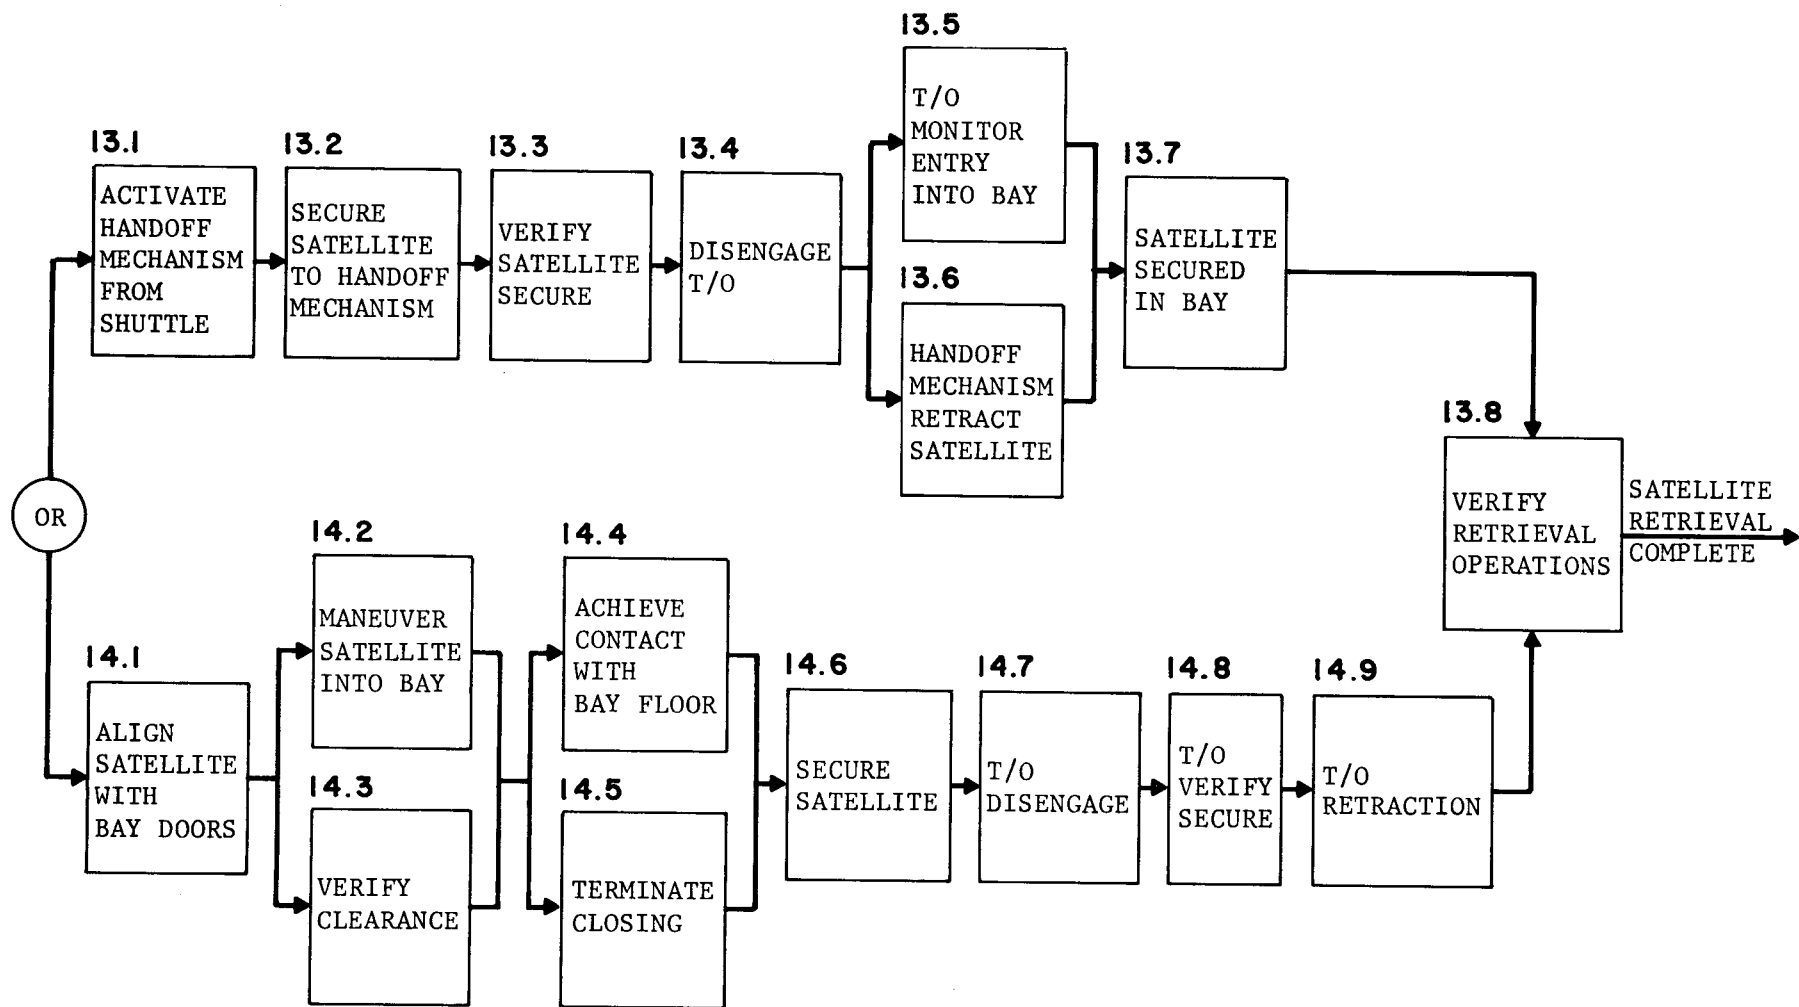 13.1
ACTIVATE
HANDOFF
MECHANISM
FROM
SHUTTLE
13.2
SECURE
SATELLITE
TO HANDOFF
MECHANISM
13.3
VERIFY
SATELLITE
SECURE
13.4
DISENGAGE
T/O
13.5
T/O
MONITOR
ENTRY
INTO BAY
13.6
HANDOFF
MECHANISM
RETRACT
SATELLITE
13.7
SATELLITE
SECURED
IN BAY
13.8
VERIFY
RETRIEVAL
OPERATIONS
SATELLITE
RETRIEVAL
COMPLETE
OR
14.1
ALIGN
SATELLITE
WITH
BAY DOORS
14.2
MANEUVER
SATELLITE
INTO BAY
14.3
VERIFY
CLEARANCE
14.4
ACHIEVE
CONTACT
WITH
BAY FLOOR
14.5
TERMINATE
CLOSING
14.6
SECURE
SATELLITE
14.7
T/O
DISENGAGE
14.8
T/O
VERIFY
SECURE
14.9
T/O
RETRACTION